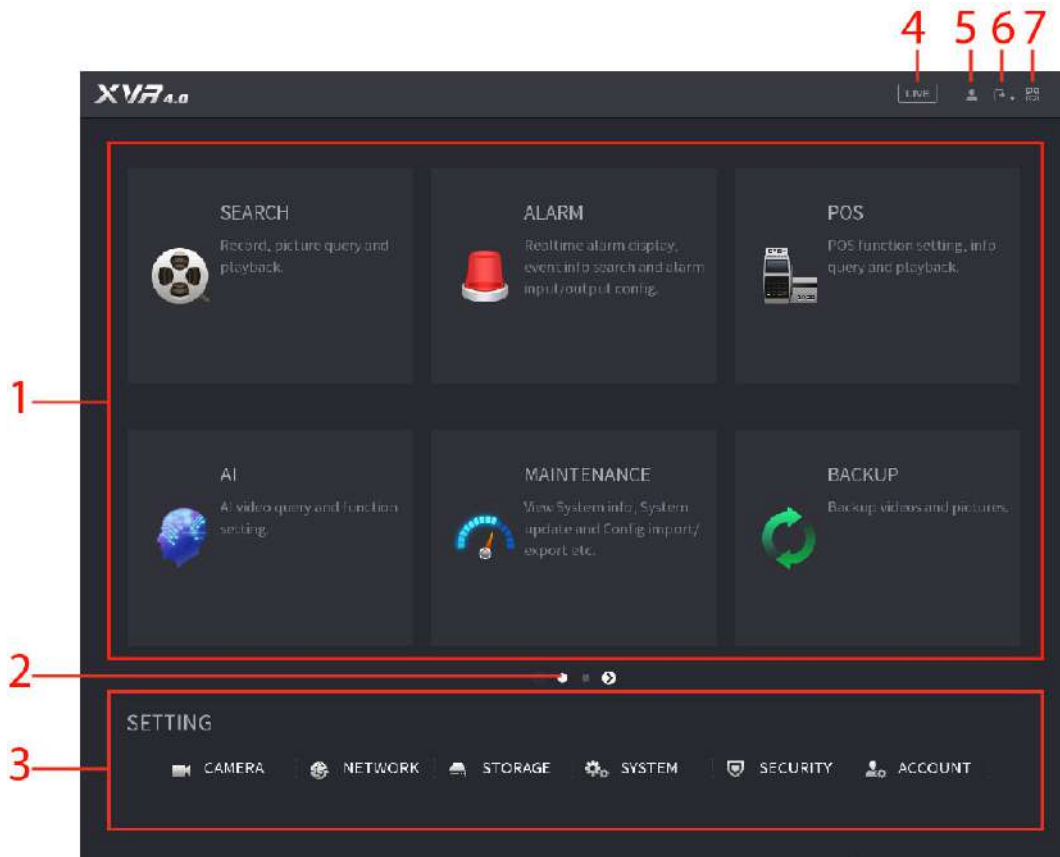 4 5 6 7
XVR 4.0
LIVE
SEARCH
Record, picture query and
playback.
ALARM
Realtime alarm display,
event info search and alarm
input/output config.
POS
POS function setting, info
query and playback.
1
AI
AI video query and function
setting.
MAINTENANCE
View System info, System
update and Config import/
export etc.
BACKUP
Backup videos and pictures.
2
SETTING
3
CAMERA NETWORK STORAGE SYSTEM SECURITY ACCOUNT